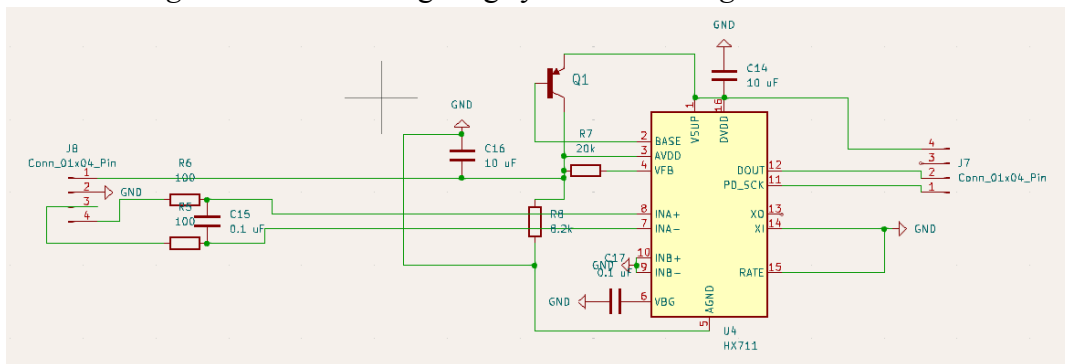 GND
Q1
C14
10 uF
GND
C16
10 uF
R7
20k
J8
Conn_01x04_Pin
1
2
3
4
GND
R6
100
R5
100
C15
0.1 uF
R8
8.2k
C17
0.1 uF
GND
GND
2 BASE
3 AVDD
4 VFB
8 INA+
7 INA-
10 INB+
9 INB-
6 VBG
1 VSUP
16 DVDD
DOUT 12
PD_SCK 11
XO 13
XI 14
RATE 15
AGND 5
GND
U4
HX711
4
3
2
1
J7
Conn_01x04_Pin